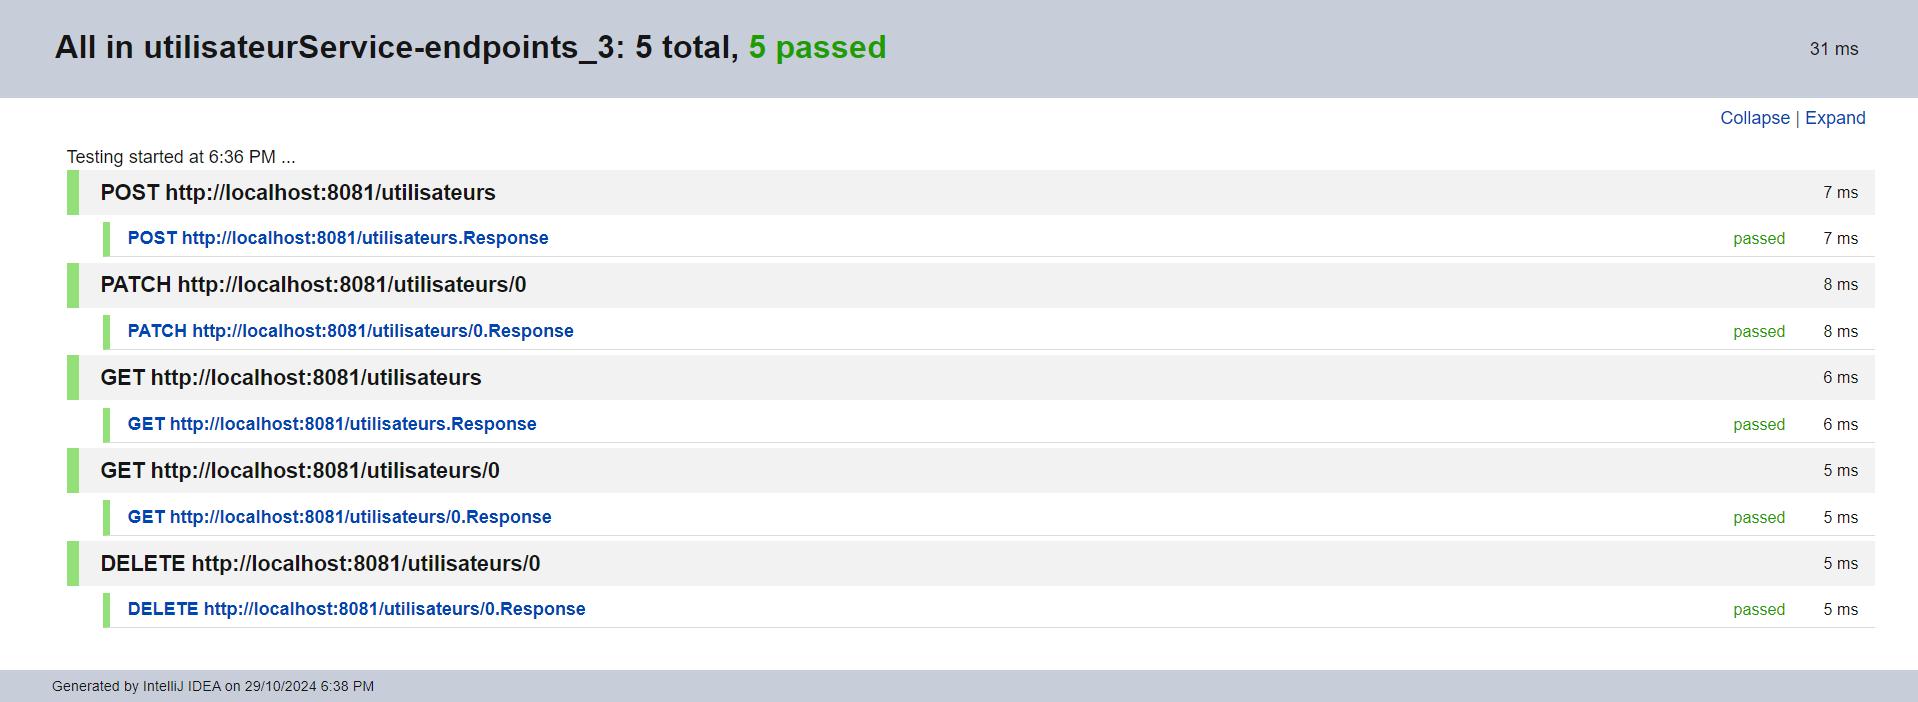 All in utilisateurService-endpoints_3: 5 total, 5 passed 31 ms
Collapse | Expand
Testing started at 6:36 PM ...
POST http://localhost:8081/utilisateurs 7 ms
POST http://localhost:8081/utilisateurs.Response passed 7 ms
PATCH http://localhost:8081/utilisateurs/0 8 ms
PATCH http://localhost:8081/utilisateurs/0.Response passed 8 ms
GET http://localhost:8081/utilisateurs 6 ms
GET http://localhost:8081/utilisateurs.Response passed 6 ms
GET http://localhost:8081/utilisateurs/0 5 ms
GET http://localhost:8081/utilisateurs/0.Response passed 5 ms
DELETE http://localhost:8081/utilisateurs/0 5 ms
DELETE http://localhost:8081/utilisateurs/0.Response passed 5 ms
Generated by IntelliJ IDEA on 29/10/2024 6:38 PM